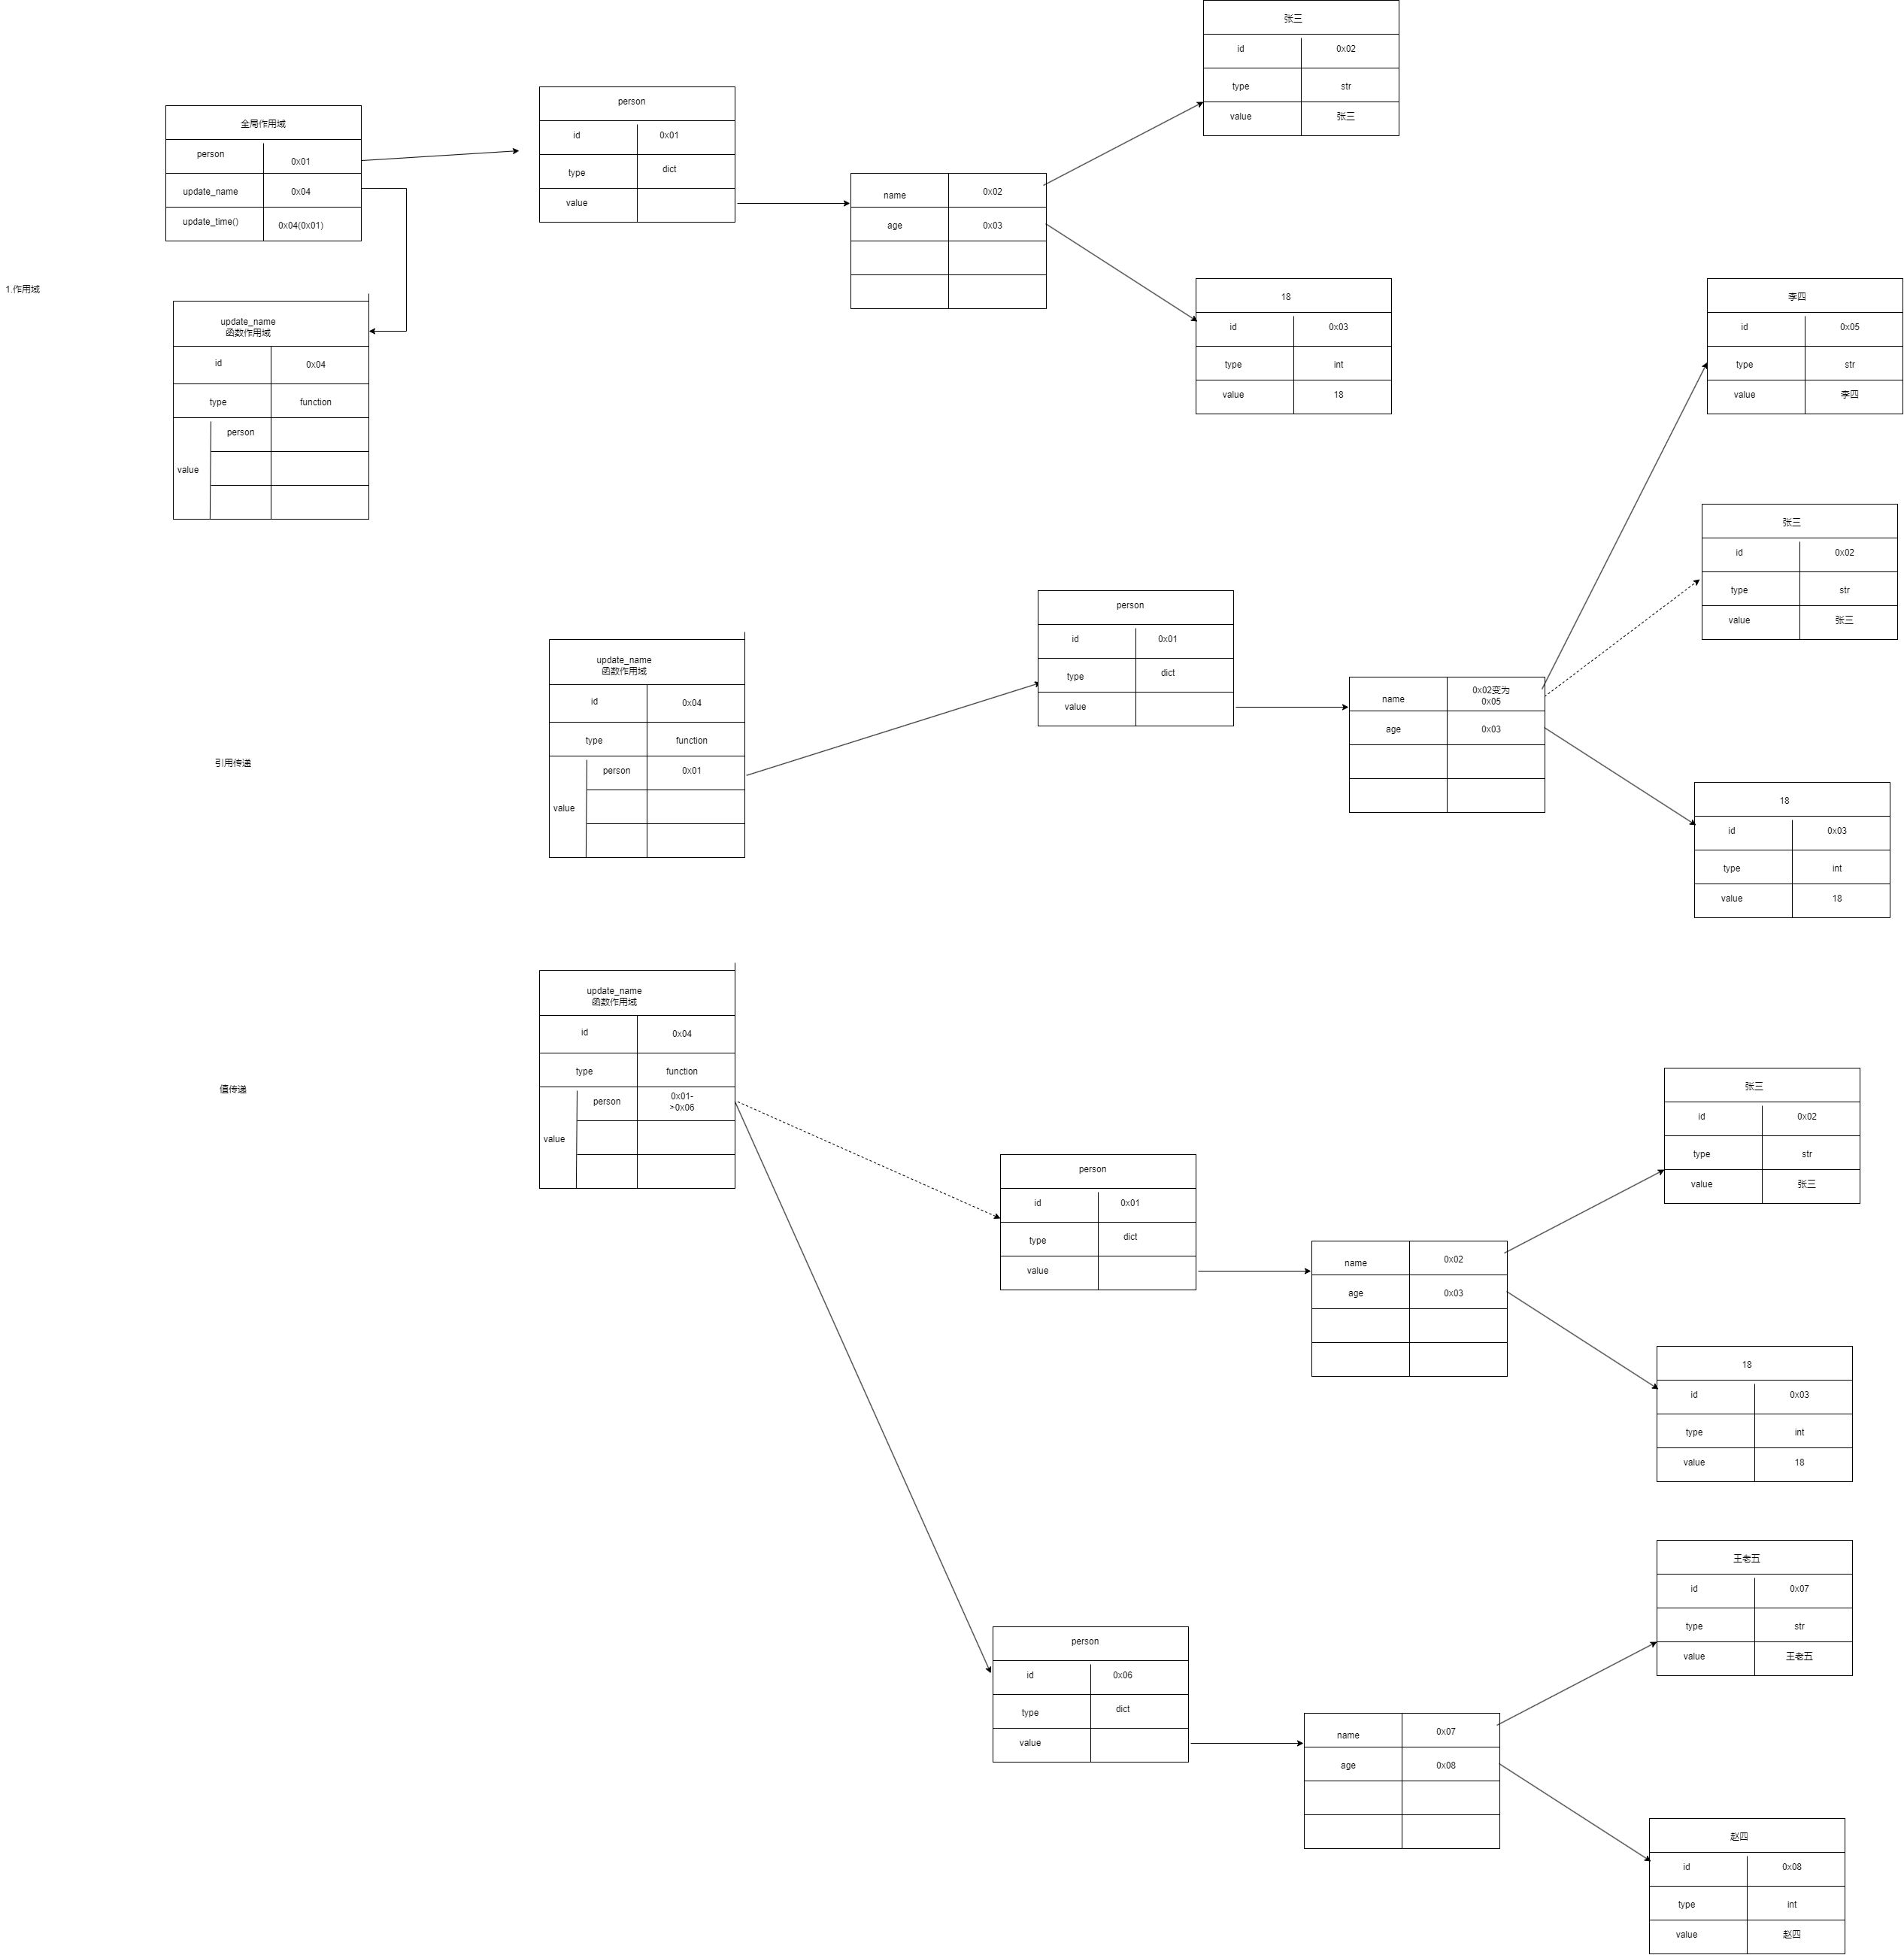 1.作用域
全局作用域
person
0x01
update_name
0x04
update_time()
0x04(0x01)
update_name
函数作用域
id
0x04
type
function
value
person
person
id
0x01
type
dict
value
name
0x02
age
0x03
张三
id
0x02
type
str
value
张三
18
id
0x03
type
int
value
18
引用传递
update_name
函数作用域
id
0x04
type
function
value
person
0x01
person
id
0x01
type
dict
value
name
0x02变为
0x05
age
0x03
李四
id
0x05
type
str
value
李四
张三
id
0x02
type
str
value
张三
18
id
0x03
type
int
value
18
值传递
update_name
函数作用域
id
0x04
type
function
value
person
0x01-
>0x06
person
id
0x01
type
dict
value
name
0x02
age
0x03
张三
id
0x02
type
str
value
张三
18
id
0x03
type
int
value
18
person
id
0x06
type
dict
value
name
0x07
age
0x08
王老五
id
0x07
type
str
value
王老五
赵四
id
0x08
type
int
value
赵四